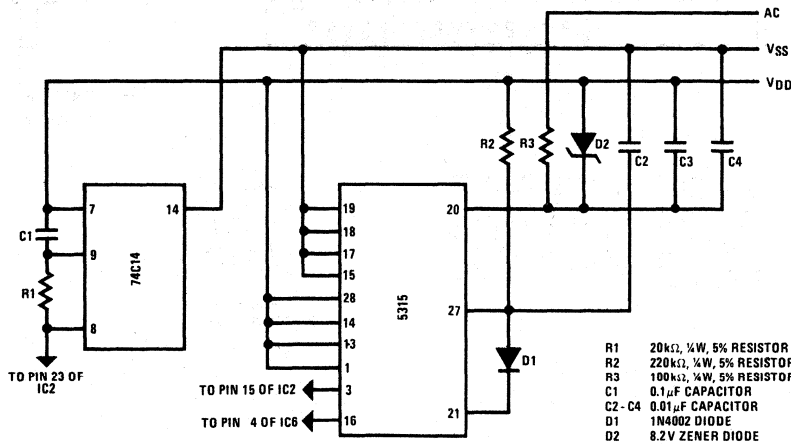 AC
VSS
VDD
R2
R3
D2
C2
C3
C4
7
14
C1
9
74C14
R1
8
TO PIN 23 OF
IC2
19
18
17
15
28
14
13
1
3
16
5315
20
27
21
D1
TO PIN 15 OF IC2
TO PIN 4 OF IC6
R1 20kΩ, ¼W, 5% RESISTOR
R2 220kΩ, ¼W, 5% RESISTOR
R3 100kΩ, ¼W, 5% RESISTOR
C1 0.1μF CAPACITOR
C2-C4 0.01μF CAPACITOR
D1 1N4002 DIODE
D2 8.2V ZENER DIODE